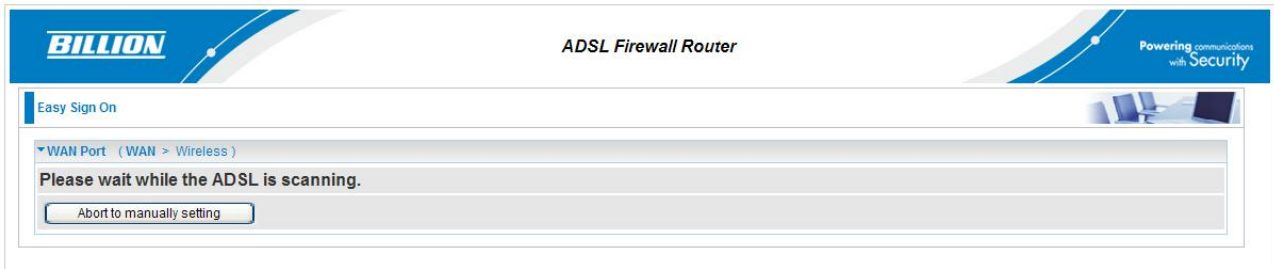 BILLION
ADSL Firewall Router
Powering communications
with Security
Easy Sign On
WAN Port ( WAN > Wireless )
Please wait while the ADSL is scanning.
Abort to manually setting